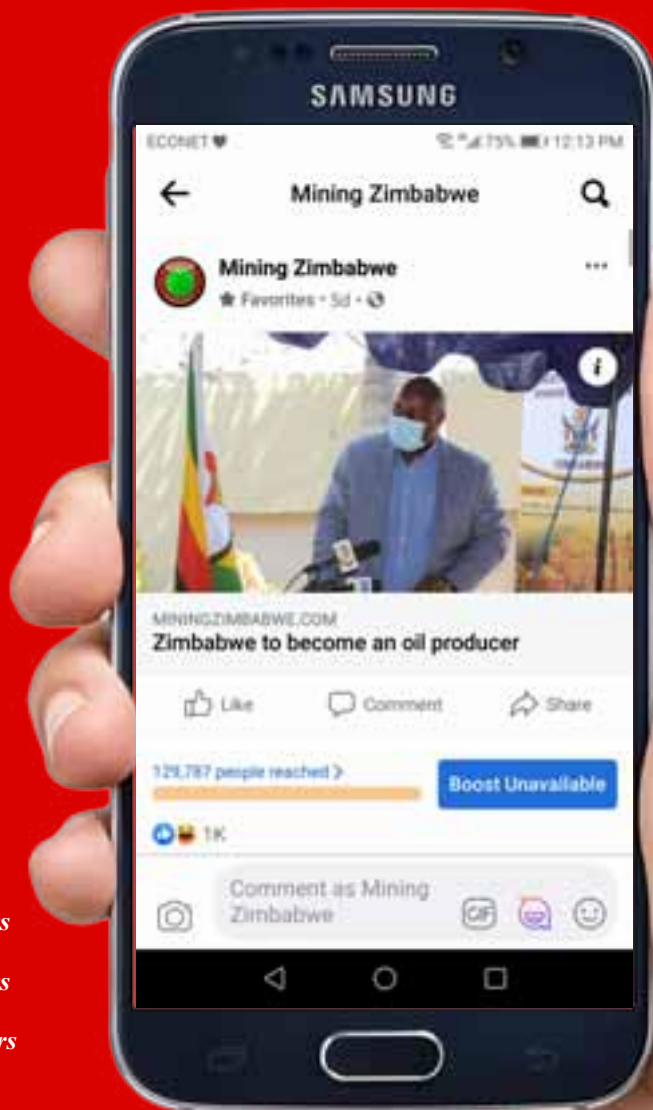 SAMSUNG
ECONET
75%
12:13 PM
Mining Zimbabwe
Mining Zimbabwe
Favorites • 5d •
MININGZIMBABWE.COM
Zimbabwe to become an oil producer
Like
Comment
Share
129,787 people reached >
Boost Unavailable
1K
Comment as Mining
Zimbabwe
GIF
s
s
rs